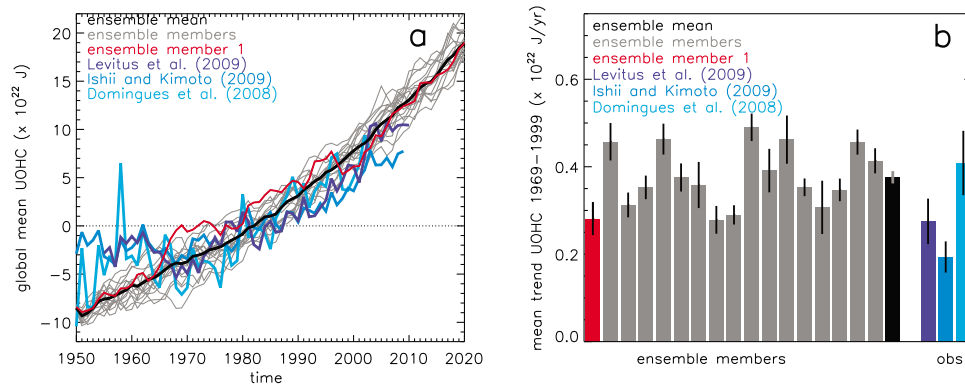 ensemble mean
ensemble members
ensemble member 1
Levitus et al. (2009)
Ishii and Kimoto (2009)
Domingues et al. (2008)
a
global mean UOHC (x 10²² J)
20
15
10
5
0
−5
−10
1950 1960 1970 1980 1990 2000 2010 2020
time
ensemble mean
ensemble members
ensemble member 1
Levitus et al. (2009)
Ishii and Kimoto (2009)
Domingues et al. (2008)
b
mean trend UOHC 1969−1999 (x 10²² J/yr)
0.6
0.4
0.2
0.0
ensemble members obs